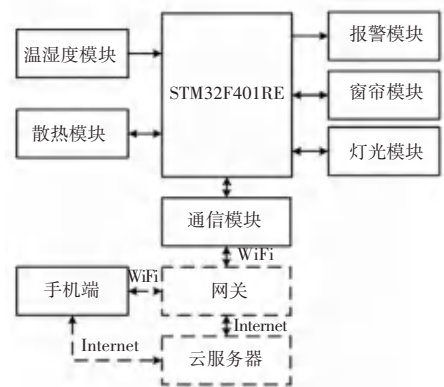 温湿度模块
散热模块
STM32F401RE
报警模块
窗帘模块
灯光模块
通信模块
WiFi
手机端
WiFi
网关
Internet
Internet
云服务器